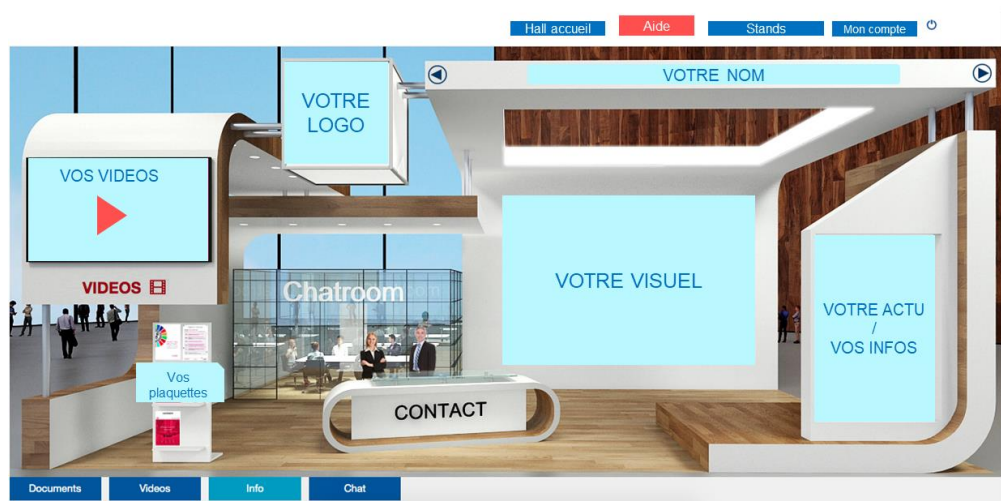 Hall accueil
Aide
Stands
Mon compte
VOTRE NOM
VOTRE
LOGO
VOS VIDEOS
VIDEOS
Chatroom
VOTRE VISUEL
VOTRE ACTU
/
VOS INFOS
Vos
plaquettes
CONTACT
Documents
Videos
Info
Chat